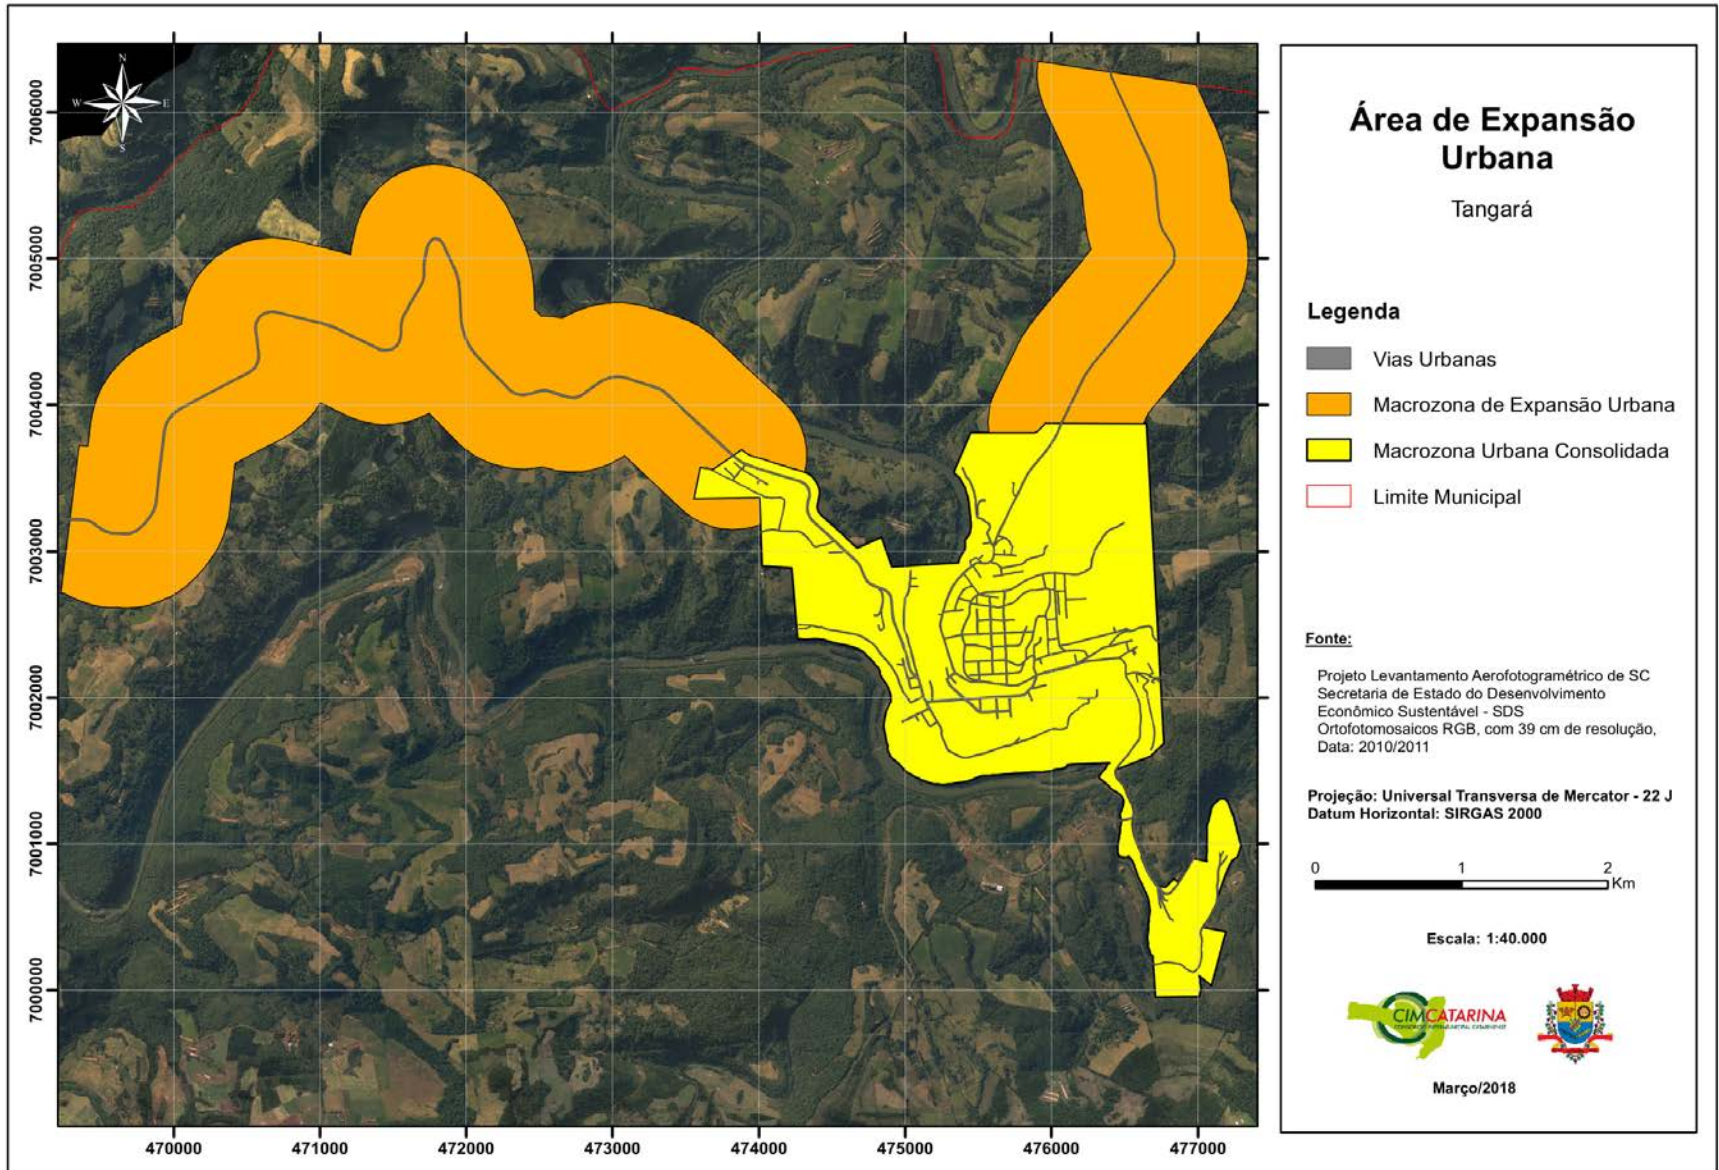 N
W
E
S
7006000
7005000
7004000
7003000
7002000
7001000
7000000
470000
471000
472000
473000
474000
475000
476000
477000
Área de Expansão
Urbana
Tangará
Legenda
Vias Urbanas
Macrozona de Expansão Urbana
Macrozona Urbana Consolidada
Limite Municipal
Fonte:
Projeto Levantamento Aerofotogramétrico de SC
Secretaria de Estado do Desenvolvimento
Econômico Sustentável - SDS
Ortofotomosaicos RGB, com 39 cm de resolução,
Data: 2010/2011
Projeção: Universal Transversa de Mercator - 22 J
Datum Horizontal: SIRGAS 2000
0 1 2
Km
Escala: 1:40.000
CIMCATARINA
Março/2018